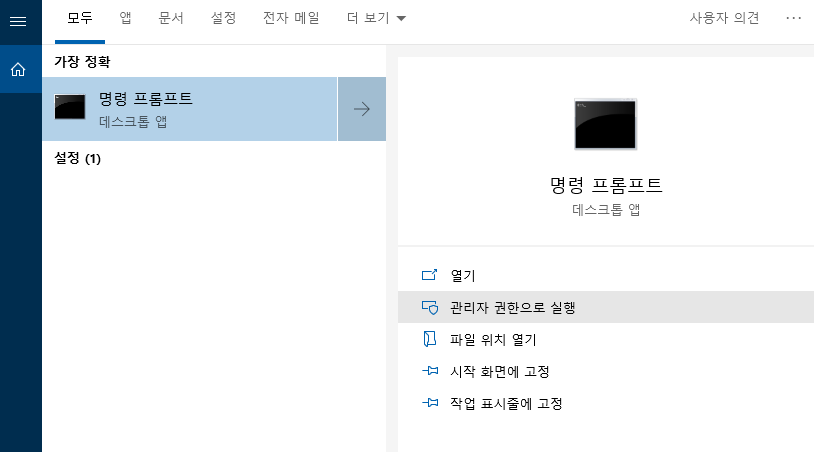 모두 앱 문서 설정 전자 메일 더 보기 사용자 의견 ...
가장 정확
명령 프롬프트
데스크톱 앱
설정 (1)
명령 프롬프트
데스크톱 앱
열기
관리자 권한으로 실행
파일 위치 열기
시작 화면에 고정
작업 표시줄에 고정